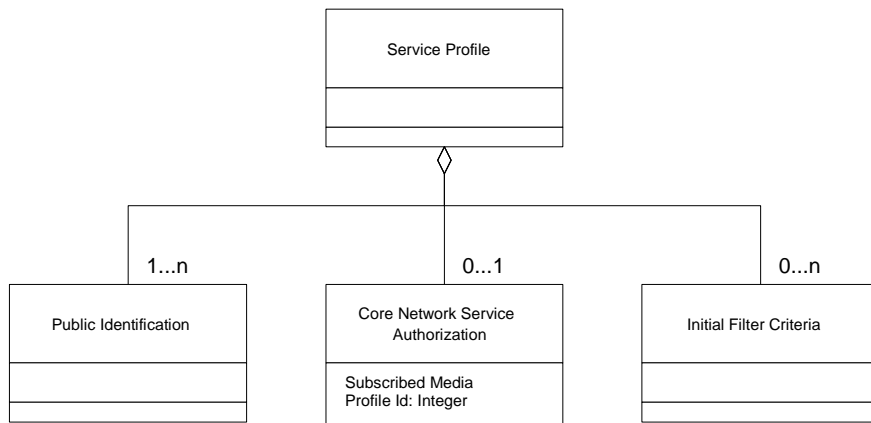 Service Profile
1...n
0...1
0...n
Public Identification
Core Network Service
Authorization
Initial Filter Criteria
Subscribed Media
Profile Id: Integer